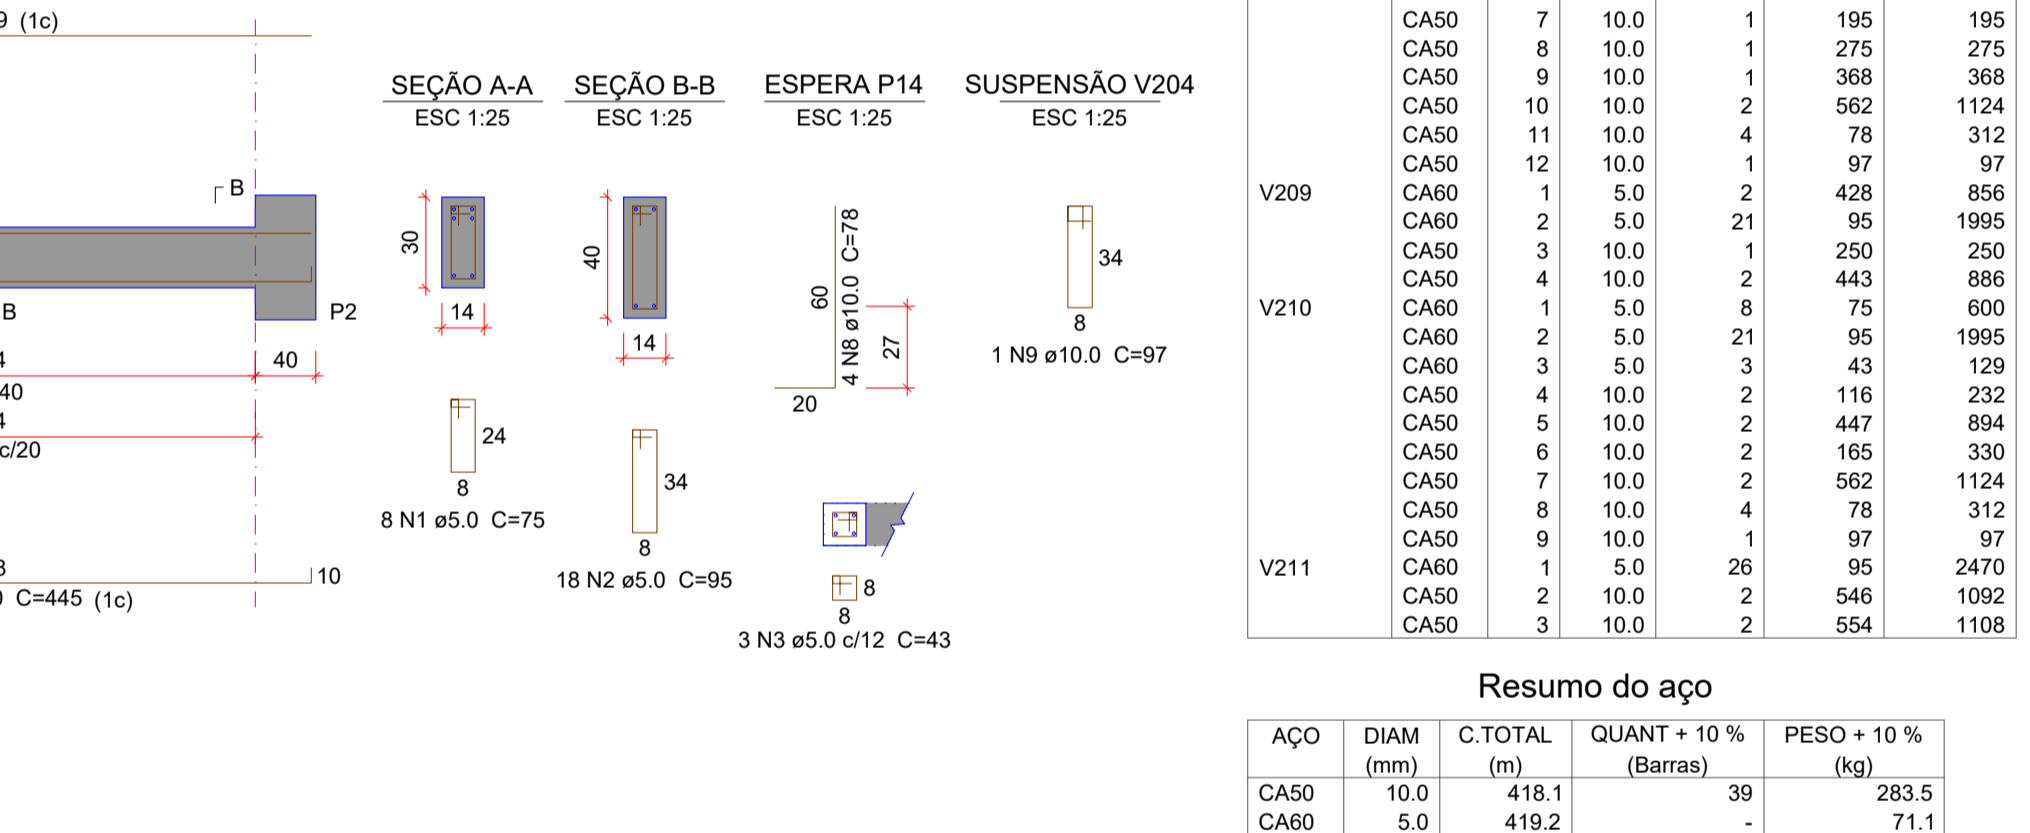 9 (1c)
SEÇÃO A-A
ESC 1:25
SEÇÃO B-B
ESC 1:25
ESPERA P14
ESC 1:25
SUSPENSÃO V204
ESC 1:25
B
B
P2
4
40
40
4
c/20
3
10
C=445 (1c)
30
14
24
8
8 N1 ø5.0 C=75
40
14
34
8
18 N2 ø5.0 C=95
60
4 N8 ø10.0 C=78
27
20
8
8
3 N3 ø5.0 c/12 C=43
34
8
1 N9 ø10.0 C=97
CA50 7 10.0 1 195 195
CA50 8 10.0 1 275 275
CA50 9 10.0 1 368 368
CA50 10 10.0 2 562 1124
CA50 11 10.0 4 78 312
CA50 12 10.0 1 97 97
V209 CA60 1 5.0 2 428 856
CA60 2 5.0 21 95 1995
CA50 3 10.0 1 250 250
CA50 4 10.0 2 443 886
V210 CA60 1 5.0 8 75 600
CA60 2 5.0 21 95 1995
CA60 3 5.0 3 43 129
CA50 4 10.0 2 116 232
CA50 5 10.0 2 447 894
CA50 6 10.0 2 165 330
CA50 7 10.0 2 562 1124
CA50 8 10.0 4 78 312
CA50 9 10.0 1 97 97
V211 CA60 1 5.0 26 95 2470
CA50 2 10.0 2 546 1092
CA50 3 10.0 2 554 1108
Resumo do aço
AÇO DIAM C.TOTAL QUANT + 10 % PESO + 10 %
(mm) (m) (Barras) (kg)
CA50 10.0 418.1 39 283.5
CA60 5.0 419.2 - 71.1